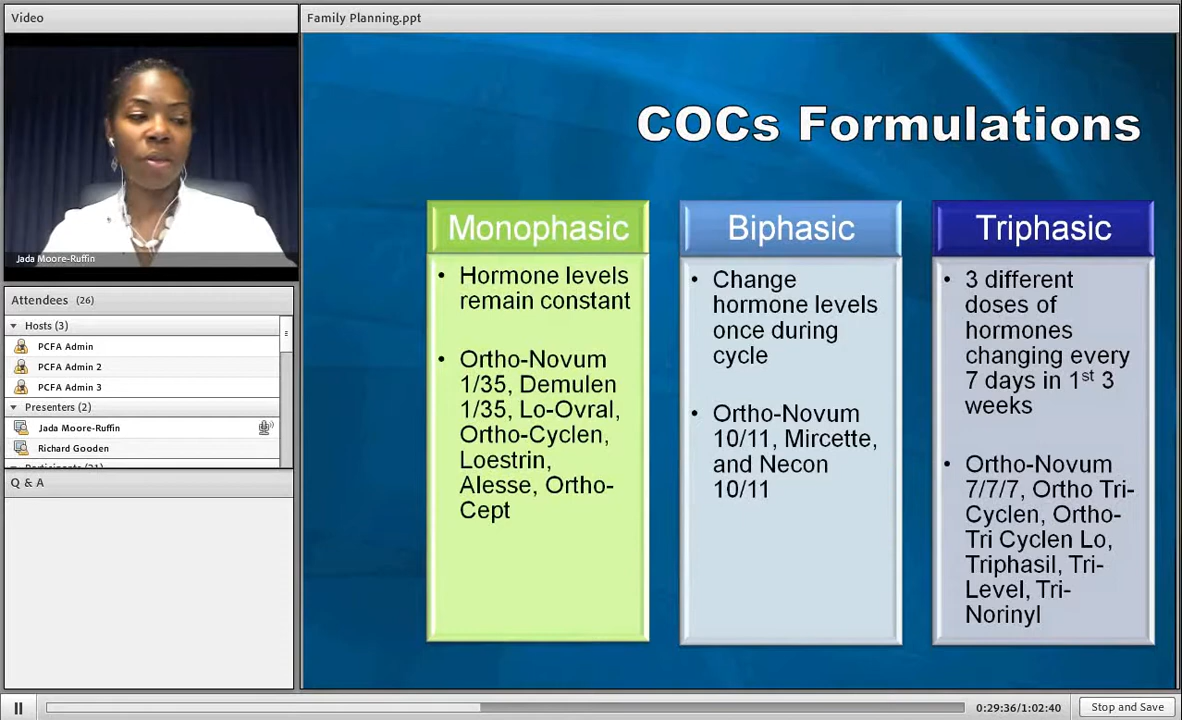 Video
Jada Moore-Ruffin
Attendees (26)
Hosts (3)
PCFA Admin
PCFA Admin 2
PCFA Admin 3
Presenters (2)
Jada Moore-Ruffin
Richard Gooden
Participants (21)
Q & A
Family Planning.ppt
COCs Formulations
Monophasic
• Hormone levels
remain constant
• Ortho-Novum
1/35, Demulen
1/35, Lo-Ovral,
Ortho-Cyclen,
Loestrin,
Alesse, Ortho-
Cept
Biphasic
• Change
hormone levels
once during
cycle
• Ortho-Novum
10/11, Mircette,
and Necon
10/11
Triphasic
• 3 different
doses of
hormones
changing every
7 days in 1st 3
weeks
• Ortho-Novum
7/7/7, Ortho Tri-
Cyclen, Ortho-
Tri Cyclen Lo,
Triphasil, Tri-
Level, Tri-
Norinyl
0:29:36/1:02:40
Stop and Save